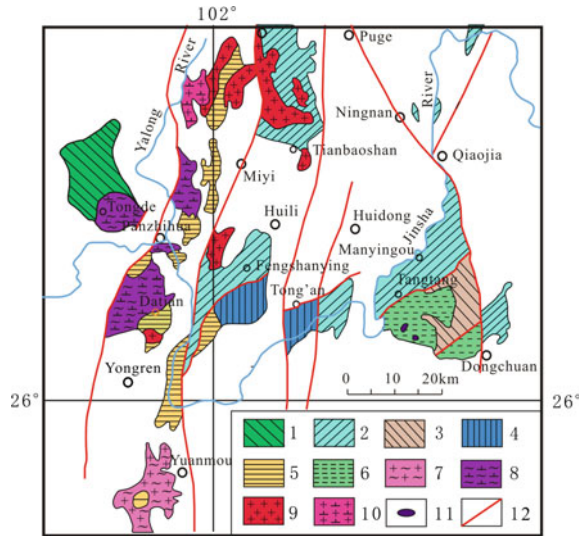 102°
Puge
River
Ningnan
River
Yalong
Tianbaoshan
Qiaojia
Miyi
Tongde
Huili
Huidong
Jinsha
Panzhihua
Manyingou
Fengshanying
Tangtang
Datian
Tong'an
Dongchuan
Yongren
0 10 20km
26°
26°
1 2 3 4
Yuanmou
5 6 7 8
9 10 11 12